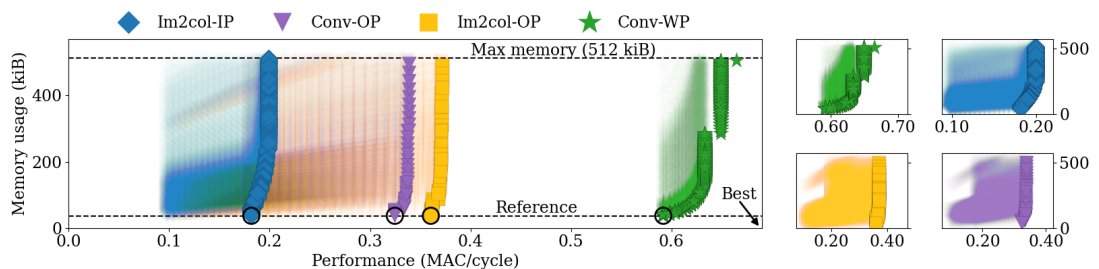 Im2col-IP Conv-OP Im2col-OP Conv-WP
Max memory (512 kiB)
Memory usage (kiB)
400
200
0
Reference
Best
0.0 0.1 0.2 0.3 0.4 0.5 0.6
Performance (MAC/cycle)
500
0
0.60 0.70 0.10 0.20
500
0
0.20 0.40 0.20 0.40